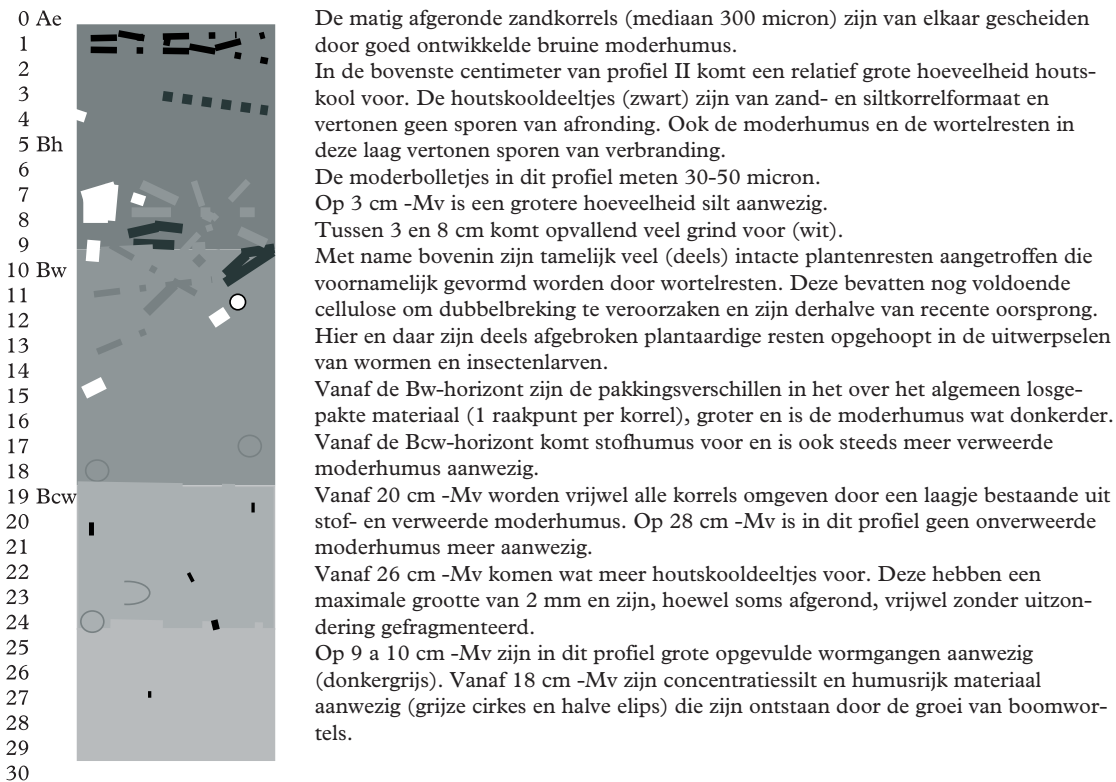 0 Ae
1
2
3
4
5 Bh
6
7
8
9
10 Bw
11
12
13
14
15
16
17
18
19 Bcw
20
21
22
23
24
25
26
27
28
29
30
De matig afgeronde zandkorrels (mediaan 300 micron) zijn van elkaar gescheiden
door goed ontwikkelde bruine moderhumus.
In de bovenste centimeter van profiel II komt een relatief grote hoeveelheid houts-
kool voor. De houtskooldeeltjes (zwart) zijn van zand- en siltkorrelformaat en
vertonen geen sporen van afronding. Ook de moderhumus en de wortelresten in
deze laag vertonen sporen van verbranding.
De moderbolletjes in dit profiel meten 30-50 micron.
Op 3 cm -Mv is een grotere hoeveelheid silt aanwezig.
Tussen 3 en 8 cm komt opvallend veel grind voor (wit).
Met name bovenin zijn tamelijk veel (deels) intacte plantenresten aangetroffen die
voornamelijk gevormd worden door wortelresten. Deze bevatten nog voldoende
cellulose om dubbelbreking te veroorzaken en zijn derhalve van recente oorsprong.
Hier en daar zijn deels afgebroken plantaardige resten opgehoopt in de uitwerpselen
van wormen en insectenlarven.
Vanaf de Bw-horizont zijn de pakkingsverschillen in het over het algemeen losge-
pakte materiaal (1 raakpunt per korrel), groter en is de moderhumus wat donkerder.
Vanaf de Bcw-horizont komt stofhumus voor en is ook steeds meer verweerde
moderhumus aanwezig.
Vanaf 20 cm -Mv worden vrijwel alle korrels omgeven door een laagje bestaande uit
stof- en verweerde moderhumus. Op 28 cm -Mv is in dit profiel geen onverweerde
moderhumus meer aanwezig.
Vanaf 26 cm -Mv komen wat meer houtskooldeeltjes voor. Deze hebben een
maximale grootte van 2 mm en zijn, hoewel soms afgerond, vrijwel zonder uitzon-
dering gefragmenteerd.
Op 9 a 10 cm -Mv zijn in dit profiel grote opgevulde wormgangen aanwezig
(donkergrijs). Vanaf 18 cm -Mv zijn concentratiessilt en humusrijk materiaal
aanwezig (grijze cirkes en halve elips) die zijn ontstaan door de groei van boomwor-
tels.